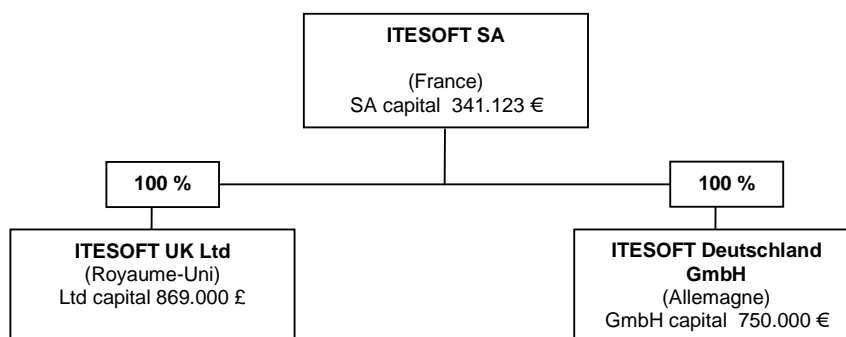 ITESOFT SA
(France)
SA capital 341.123 €
100 %
100 %
ITESOFT UK Ltd
(Royaume-Uni)
Ltd capital 869.000 £
ITESOFT Deutschland
GmbH
(Allemagne)
GmbH capital 750.000 €